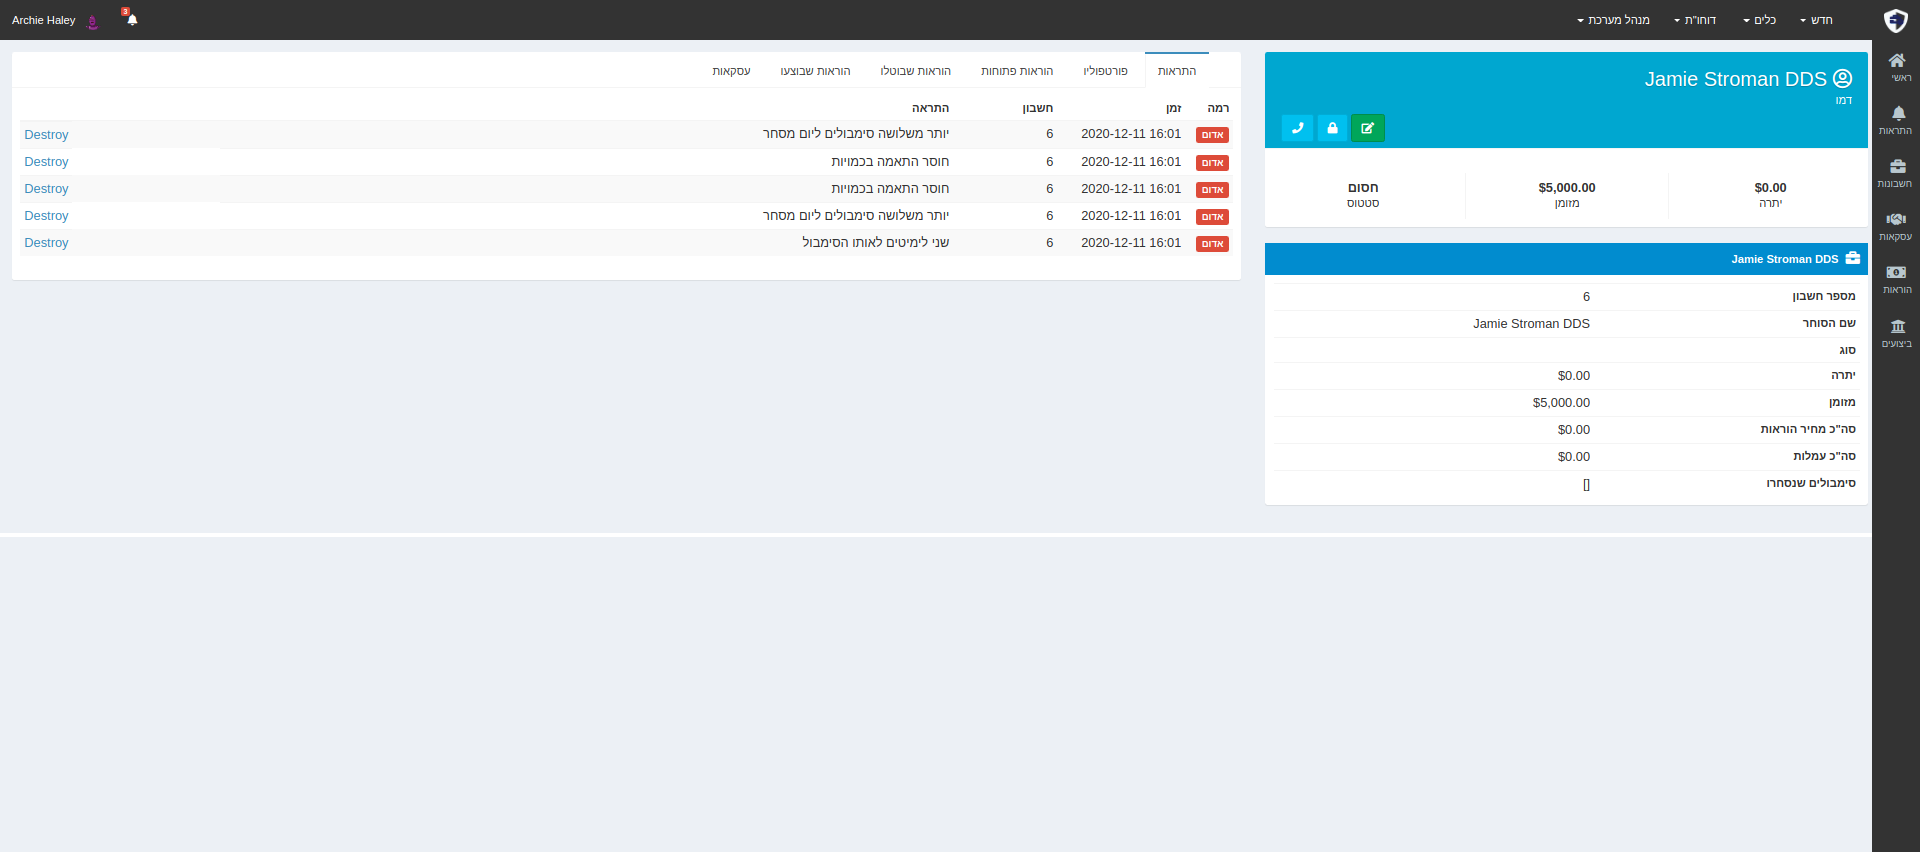 חדש
כלים
דוחו"ת
מנהל מערכת
3
Archie Haley
ראשי
התראות
חשבונות
עסקאות
הוראות
ביצועים
Jamie Stroman DDS
דמו
$0.00
יתרה
$5,000.00
מזומן
חסום
סטטוס
Jamie Stroman DDS
מספר חשבון 6
שם הסוחר Jamie Stroman DDS
סוג
יתרה $0.00
מזומן $5,000.00
סה"כ מחיר הוראות $0.00
סה"כ עמלות $0.00
סימבולים שנסחרו []
התראות פורטפוליו הוראות פתוחות הוראות שבוטלו הוראות שבוצעו עסקאות
רמה זמן חשבון התראה
אדום 2020-12-11 16:01 6 יותר משלושה סימבולים ליום מסחר Destroy
אדום 2020-12-11 16:01 6 חוסר התאמה בכמויות Destroy
אדום 2020-12-11 16:01 6 חוסר התאמה בכמויות Destroy
אדום 2020-12-11 16:01 6 יותר משלושה סימבולים ליום מסחר Destroy
אדום 2020-12-11 16:01 6 שני לימיטים לאותו הסימבול Destroy